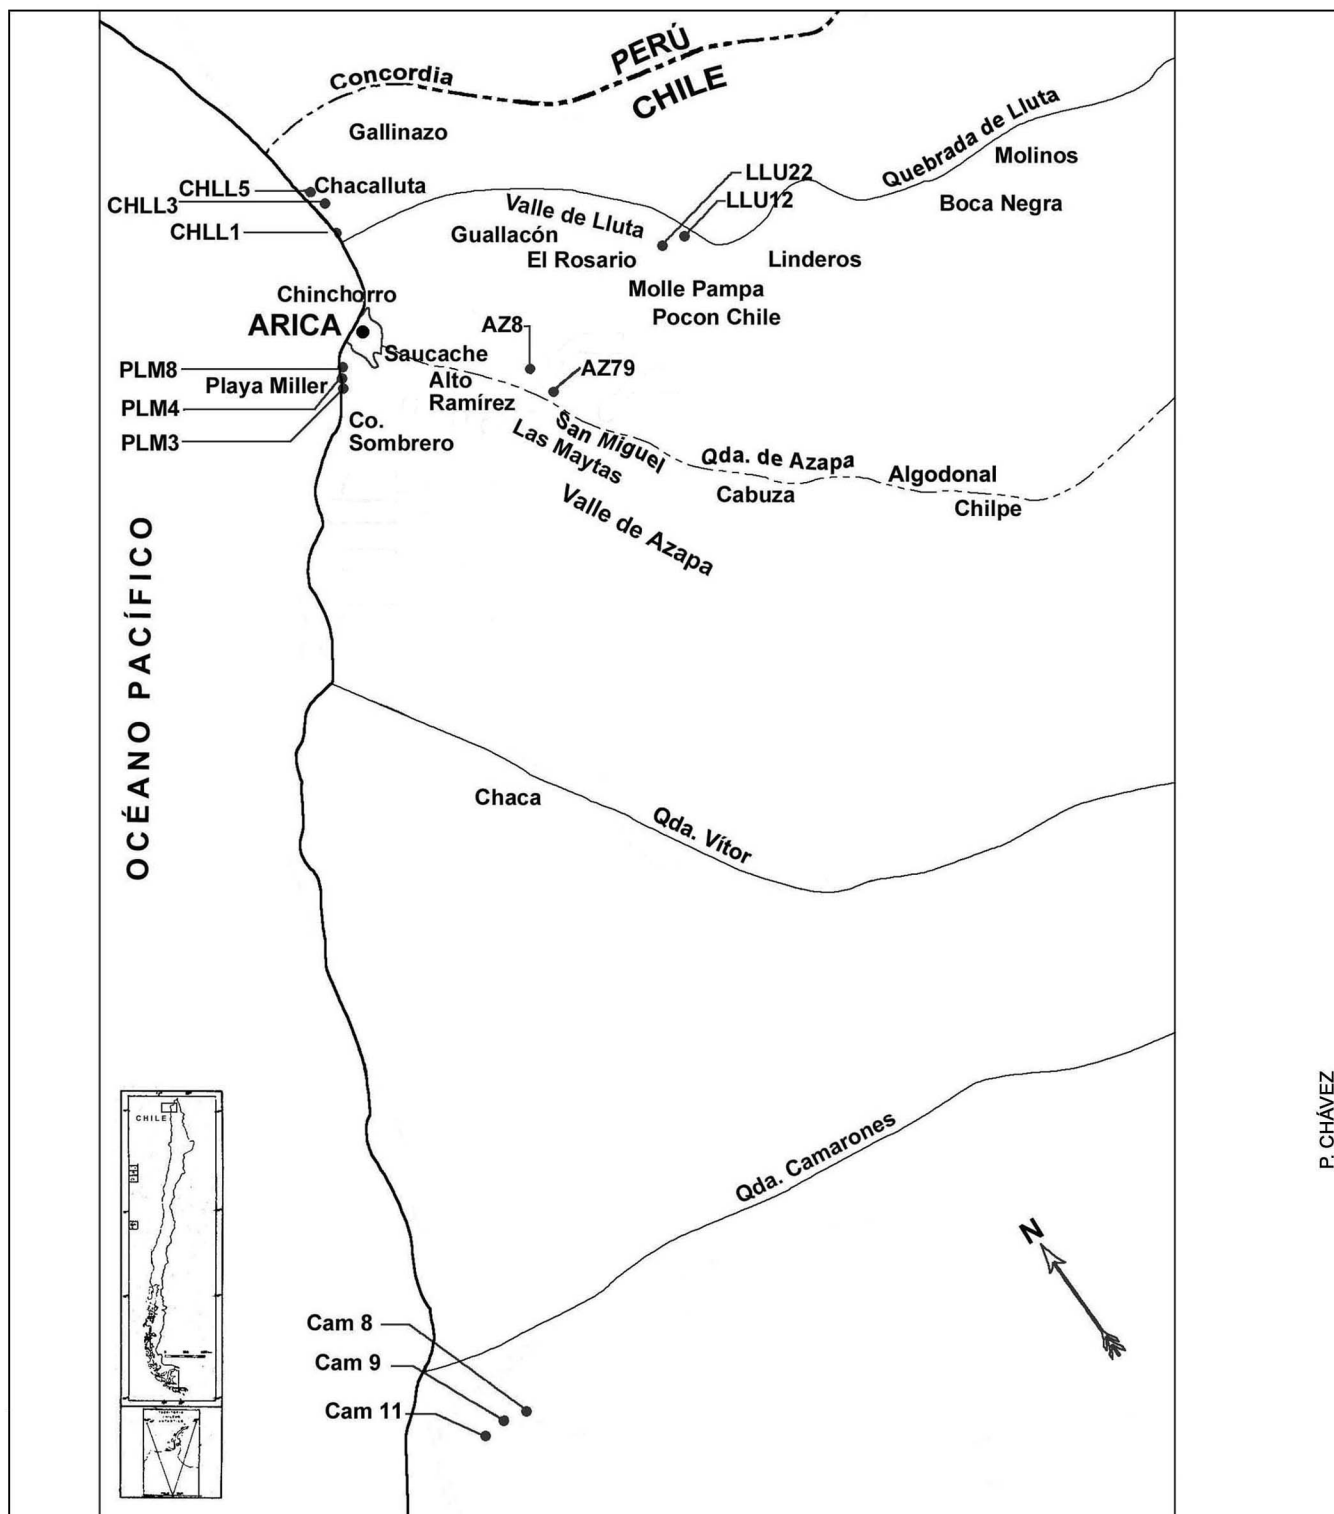 PERÚ
Concordia
CHILE
Gallinazo
Quebrada de Lluta
Molinos
LLU22
CHLL5
Chacalluta
LLU12
CHLL3
Valle de Lluta
Boca Negra
CHLL1
Guallacón
El Rosario
Linderos
Molle Pampa
Chinchorro
Pocon Chile
ARICA
AZ8
Saucache
AZ79
PLM8
Playa Miller
Alto
Ramírez
PLM4
Co.
Sombrero
PLM3
San Miguel
Las Maytas
Qda. de Azapa
Algodonal
Cabuza
Chilpe
Valle de Azapa
OCÉANO PACÍFICO
Chaca
Qda. Vítor
Qda. Camarones
P. CHÁVEZ
CHILE
N
Cam 8
Cam 9
Cam 11